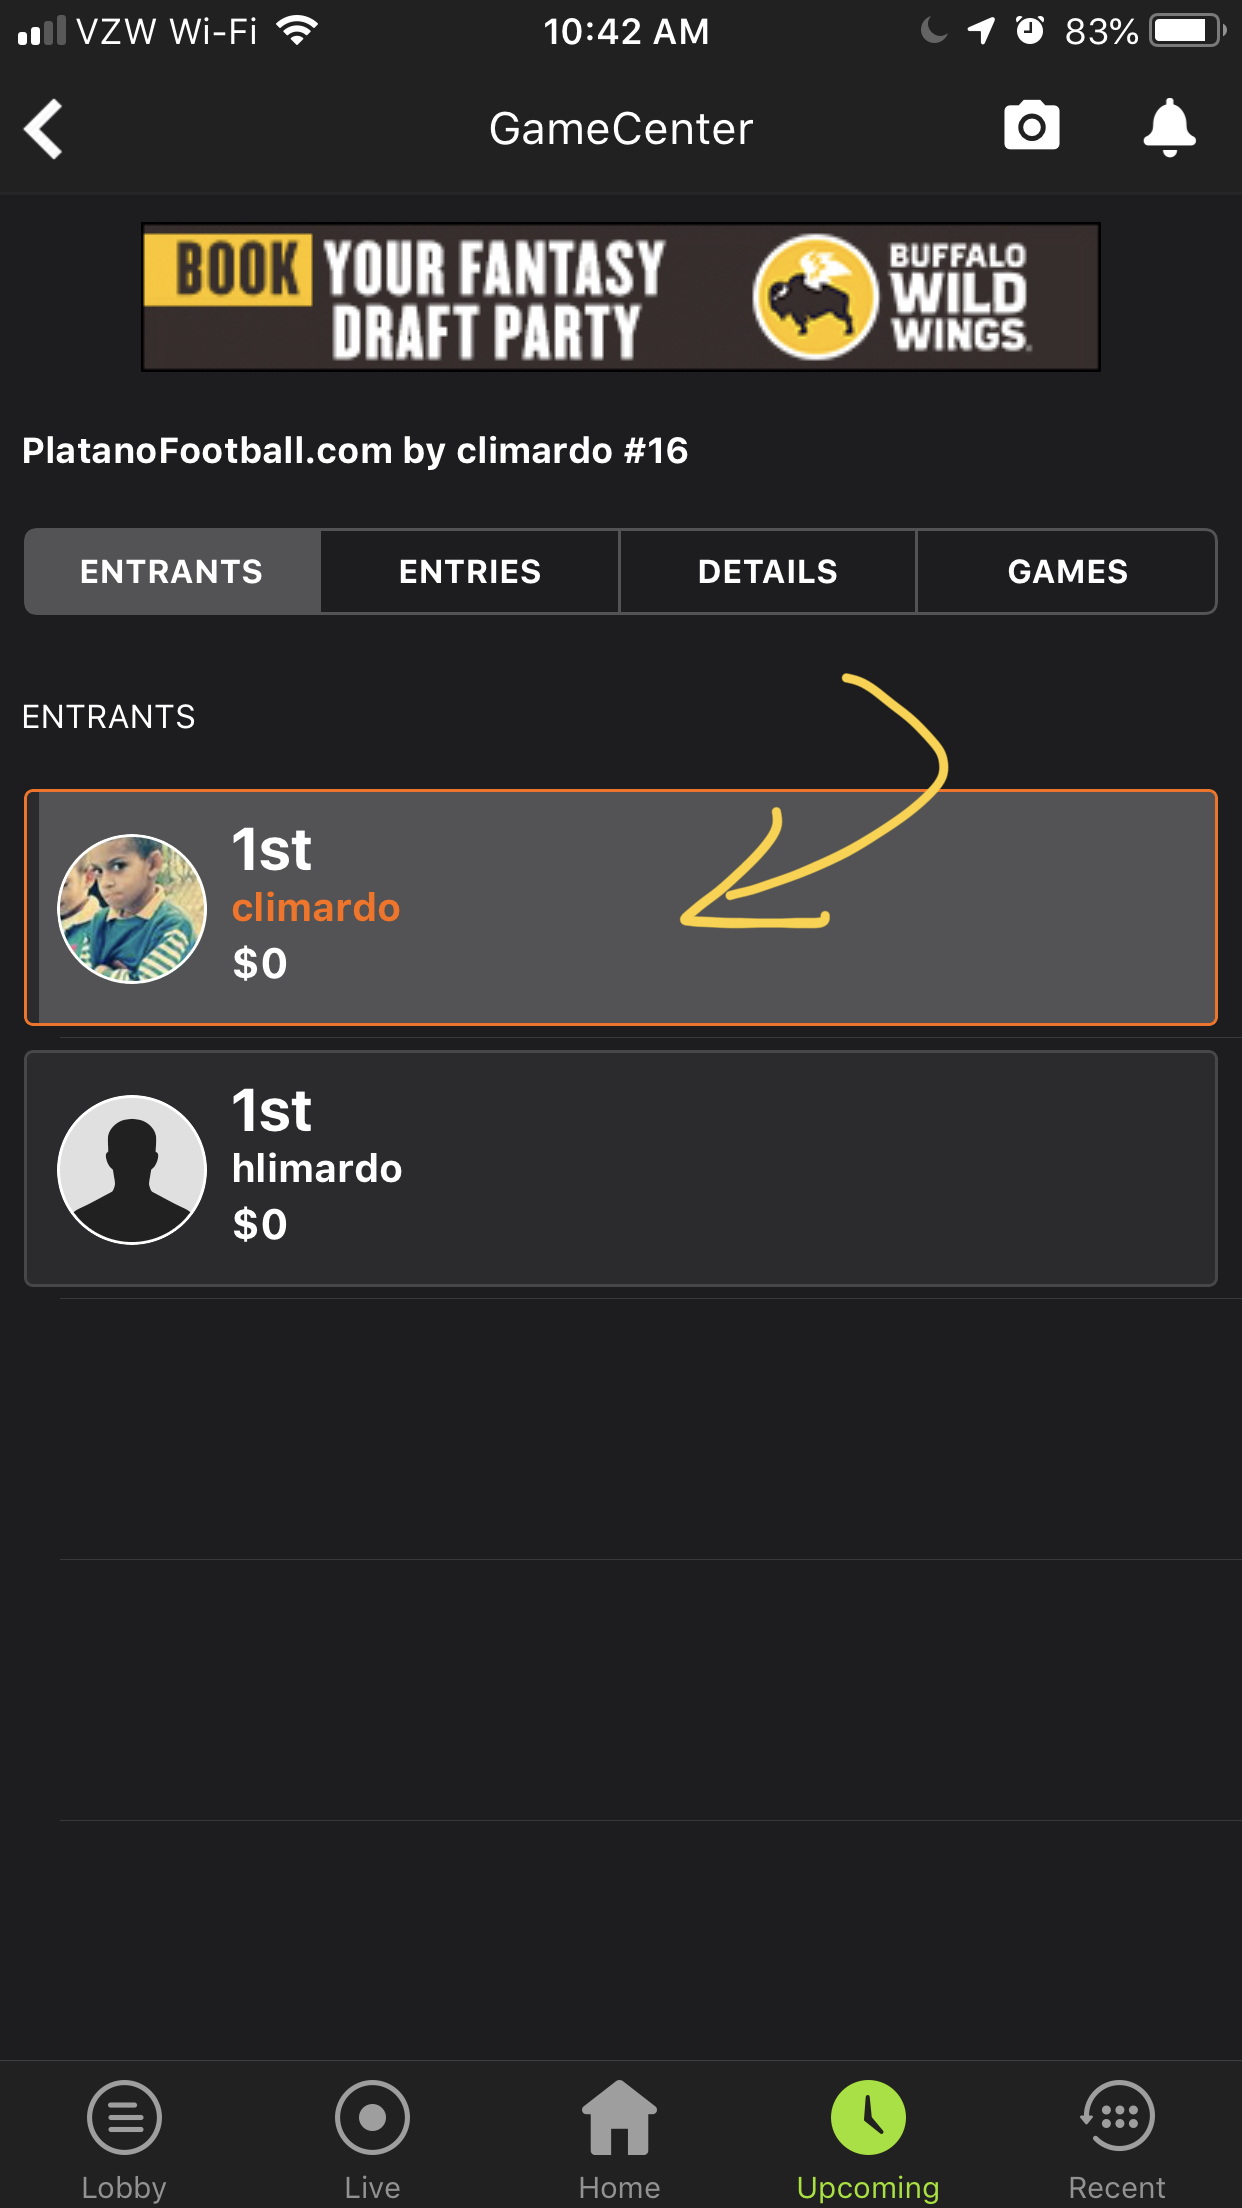 VZW Wi-Fi 10:42 AM 83%
GameCenter
BOOK YOUR FANTASY
DRAFT PARTY
BUFFALO
WILD
WINGS.
PlatanoFootball.com by climardo #16
ENTRANTS ENTRIES DETAILS GAMES
ENTRANTS
1st
climardo
$0
1st
hlimardo
$0
Lobby Live Home Upcoming Recent